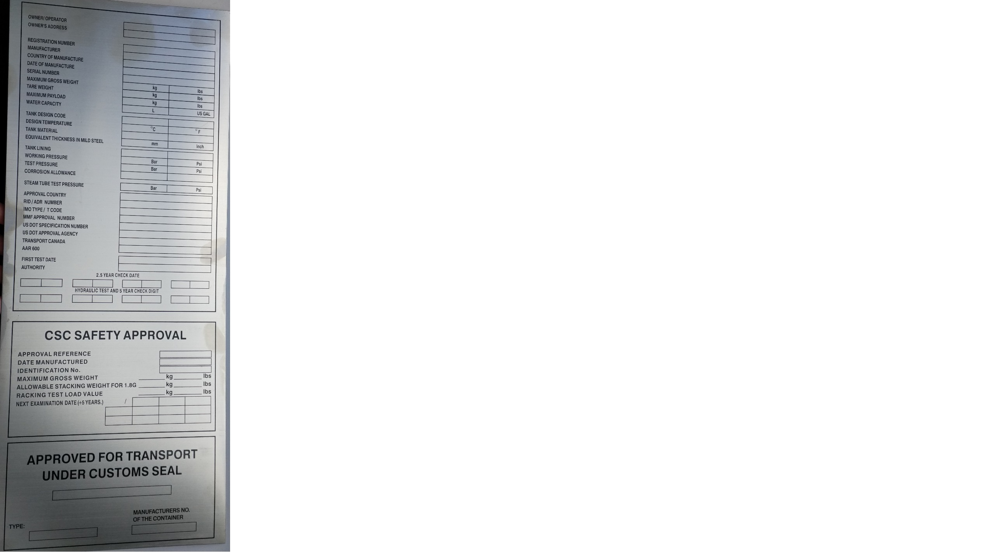 OWNER/ OPERATOR
OWNER'S ADDRESS
REGISTRATION NUMBER
MANUFACTURER
COUNTRY OF MANUFACTURE
DATE OF MANUFACTURE
SERIAL NUMBER
MAXIMUM GROSS WEIGHT kg lbs
TARE WEIGHT kg lbs
MAXIMUM PAYLOAD kg lbs
WATER CAPACITY L US GAL
TANK DESIGN CODE
DESIGN TEMPERATURE °C °F
TANK MATERIAL
EQUIVALENT THICKNESS IN MILD STEEL mm Inch
TANK LINING
WORKING PRESSURE Bar Psi
TEST PRESSURE Bar Psi
CORROSION ALLOWANCE
STEAM TUBE TEST PRESSURE Bar Psi
APPROVAL COUNTRY
RID / ADR NUMBER
IMO TYPE / T CODE
MMF APPROVAL NUMBER
US DOT SPECIFICATION NUMBER
US DOT APPROVAL AGENCY
TRANSPORT CANADA
AAR 600
FIRST TEST DATE
AUTHORITY
2.5 YEAR CHECK DATE
HYDRAULIC TEST AND 5 YEAR CHECK DIGIT
CSC SAFETY APPROVAL
APPROVAL REFERENCE
DATE MANUFACTURED
IDENTIFICATION No.
MAXIMUM GROSS WEIGHT ______ kg ______ lbs
ALLOWABLE STACKING WEIGHT FOR 1.8G ______ kg ______ lbs
RACKING TEST LOAD VALUE ______ kg ______ lbs
NEXT EXAMINATION DATE (+5 YEARS.) /
APPROVED FOR TRANSPORT
UNDER CUSTOMS SEAL
MANUFACTURERS NO.
OF THE CONTAINER
TYPE: